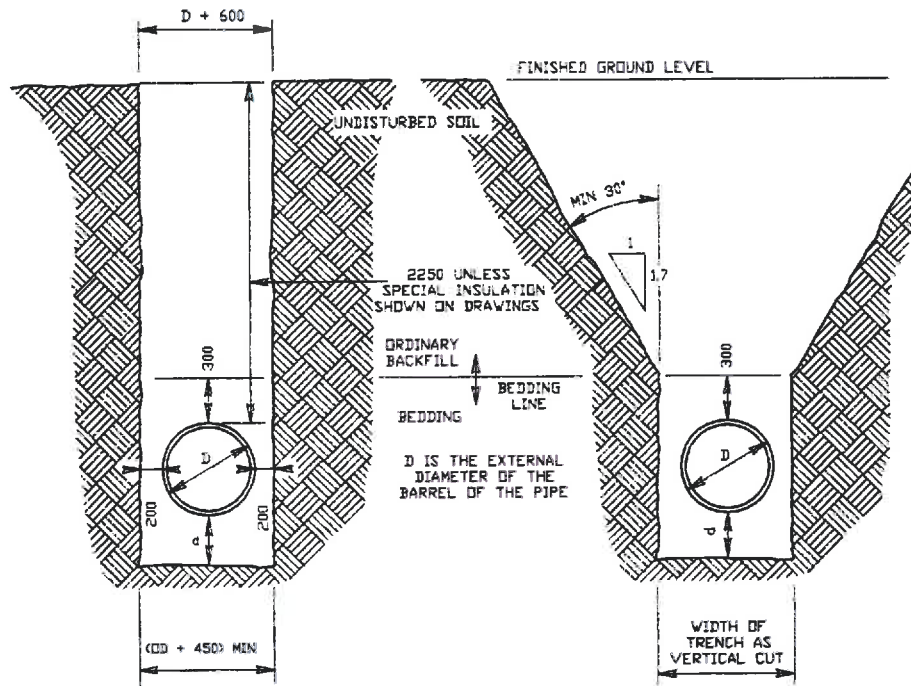 D + 600
FINISHED GROUND LEVEL
UNDISTURBED SOIL
MIN 30°
1
1.7
2250 UNLESS
SPECIAL INSULATION
SHOWN ON DRAWINGS
300
300
ORDINARY
BACKFILL
BEDDING
LINE
BEDDING
D
D
D IS THE EXTERNAL
DIAMETER OF THE
BARREL OF THE PIPE
200
200
d
d
(OD + 450) MIN
WIDTH OF
TRENCH AS
VERTICAL CUT